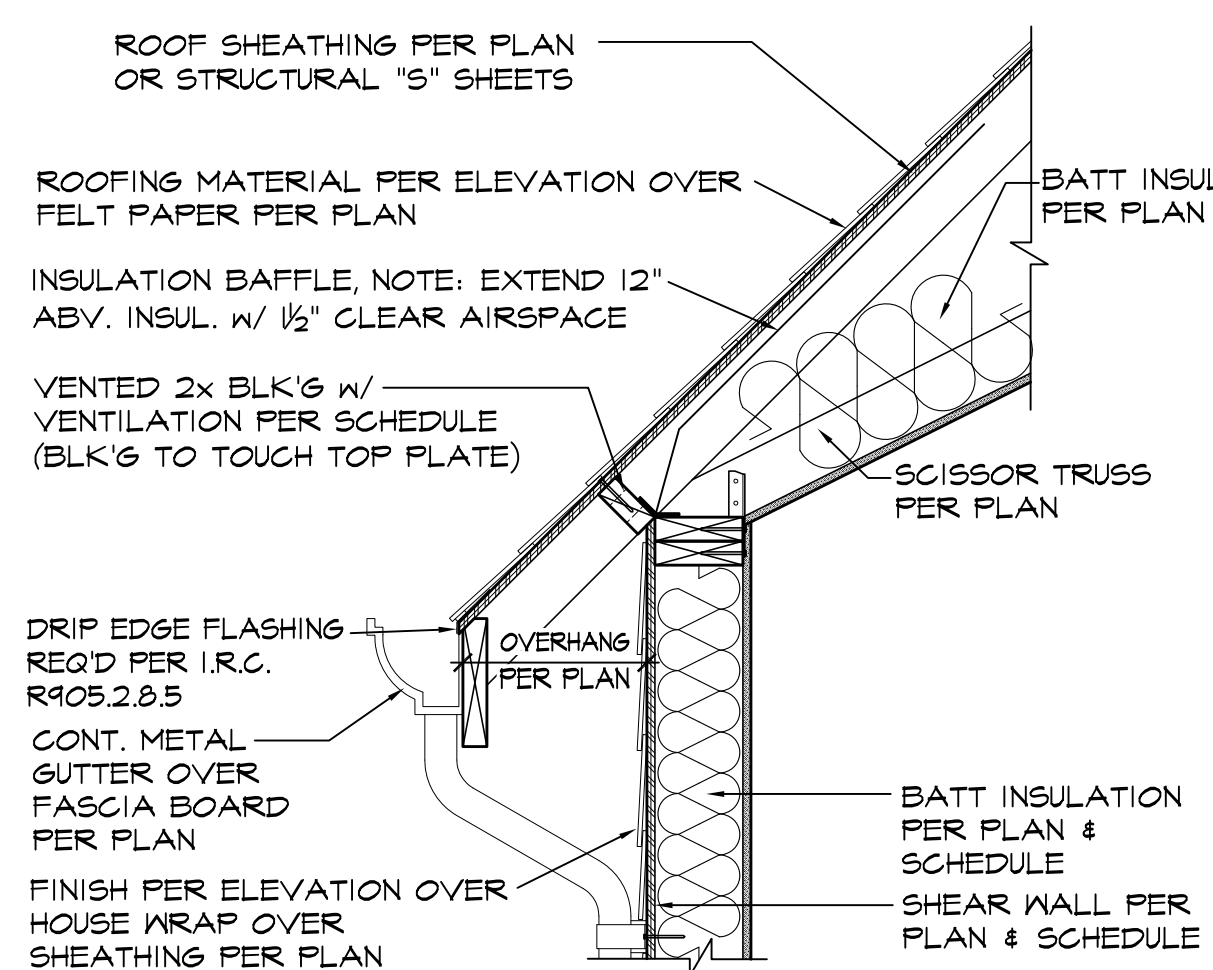 ROOF SHEATHING PER PLAN
OR STRUCTURAL "S" SHEETS
ROOFING MATERIAL PER ELEVATION OVER
FELT PAPER PER PLAN
BATT INSUL
PER PLAN
INSULATION BAFFLE, NOTE: EXTEND 12"
ABV. INSUL. W/ 1½" CLEAR AIRSPACE
VENTED 2x BLK'G W/
VENTILATION PER SCHEDULE
(BLK'G TO TOUCH TOP PLATE)
SCISSOR TRUSS
PER PLAN
DRIP EDGE FLASHING
REQ'D PER I.R.C.
R905.2.8.5
OVERHANG
PER PLAN
CONT. METAL
GUTTER OVER
FASCIA BOARD
PER PLAN
BATT INSULATION
PER PLAN &
SCHEDULE
FINISH PER ELEVATION OVER
HOUSE WRAP OVER
SHEATHING PER PLAN
SHEAR WALL PER
PLAN & SCHEDULE